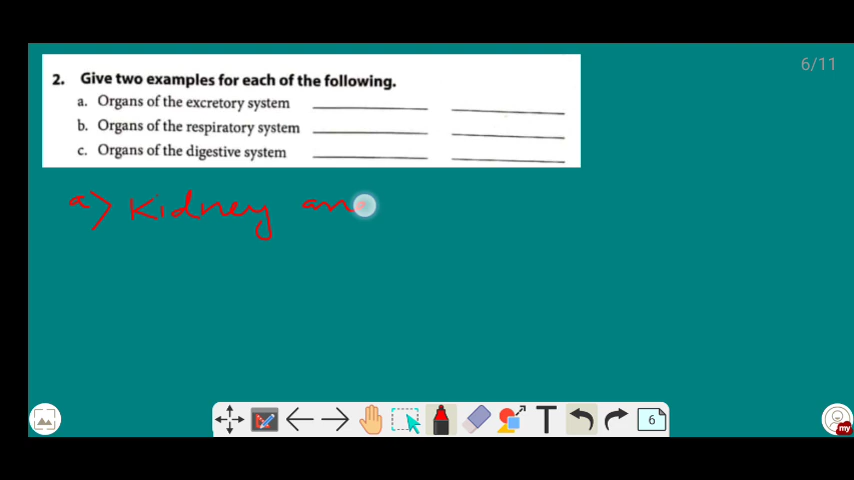 6/11
2. Give two examples for each of the following.
a. Organs of the excretory system
b. Organs of the respiratory system
c. Organs of the digestive system
a) Kidney an
T
6
my